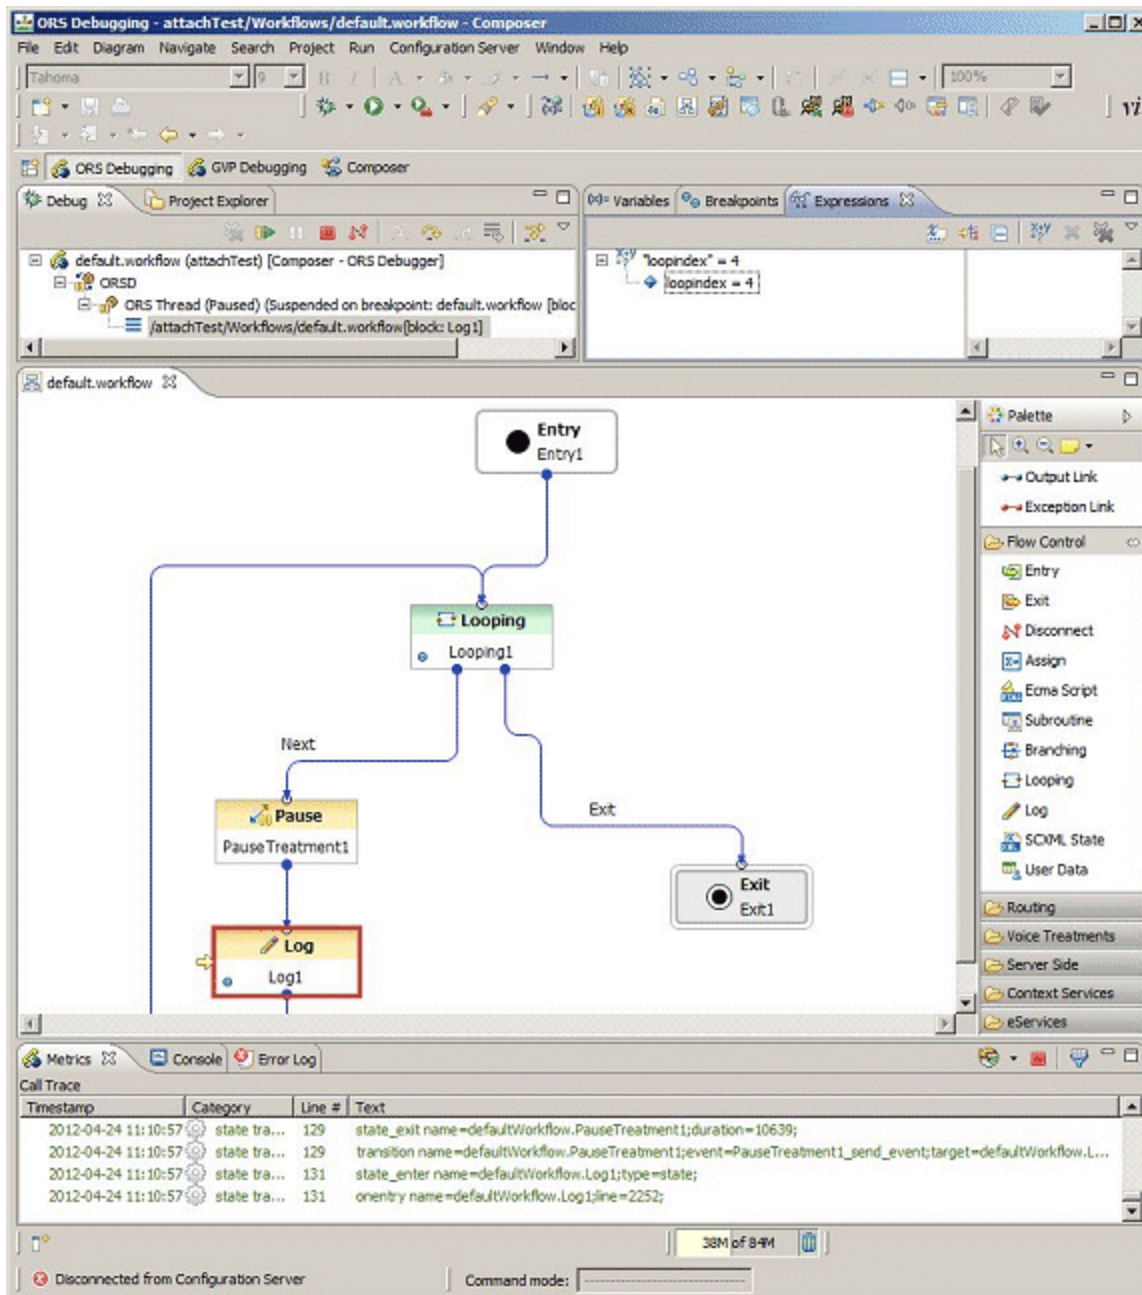 ORS Debugging - attachTest/Workflows/default.workflow - Composer
File Edit Diagram Navigate Search Project Run Configuration Server Window Help
Tahoma 9 B I A 100%
ORS Debugging GVP Debugging Composer
Debug Project Explorer
(x)= Variables Breakpoints Expressions
default.workflow (attachTest) [Composer - ORS Debugger]
ORSD
ORS Thread (Paused) (Suspended on breakpoint: default.workflow [bloc
/attachTest/Workflows/default.workflow[block: Log1]
"loopindex" = 4
loopindex = 4
default.workflow
Entry
Entry1
Looping
Looping1
Next
Exit
Pause
PauseTreatment1
Exit
Exit1
Log
Log1
Palette
Output Link
Exception Link
Flow Control
Entry
Exit
Disconnect
Assign
Ecma Script
Subroutine
Branching
Looping
Log
SCXML State
User Data
Routing
Voice Treatments
Server Side
Context Services
eServices
Metrics Console Error Log
Call Trace
Timestamp Category Line # Text
2012-04-24 11:10:57 state tra... 129 state_exit name=defaultWorkflow.PauseTreatment1;duration=10639;
2012-04-24 11:10:57 state tra... 129 transition name=defaultWorkflow.PauseTreatment1;event=PauseTreatment1_send_event;target=defaultWorkflow.L...
2012-04-24 11:10:57 state tra... 131 state_enter name=defaultWorkflow.Log1;type=state;
2012-04-24 11:10:57 state tra... 131 onentry name=defaultWorkflow.Log1;line=2252;
38M of 84M
Disconnected from Configuration Server
Command mode: